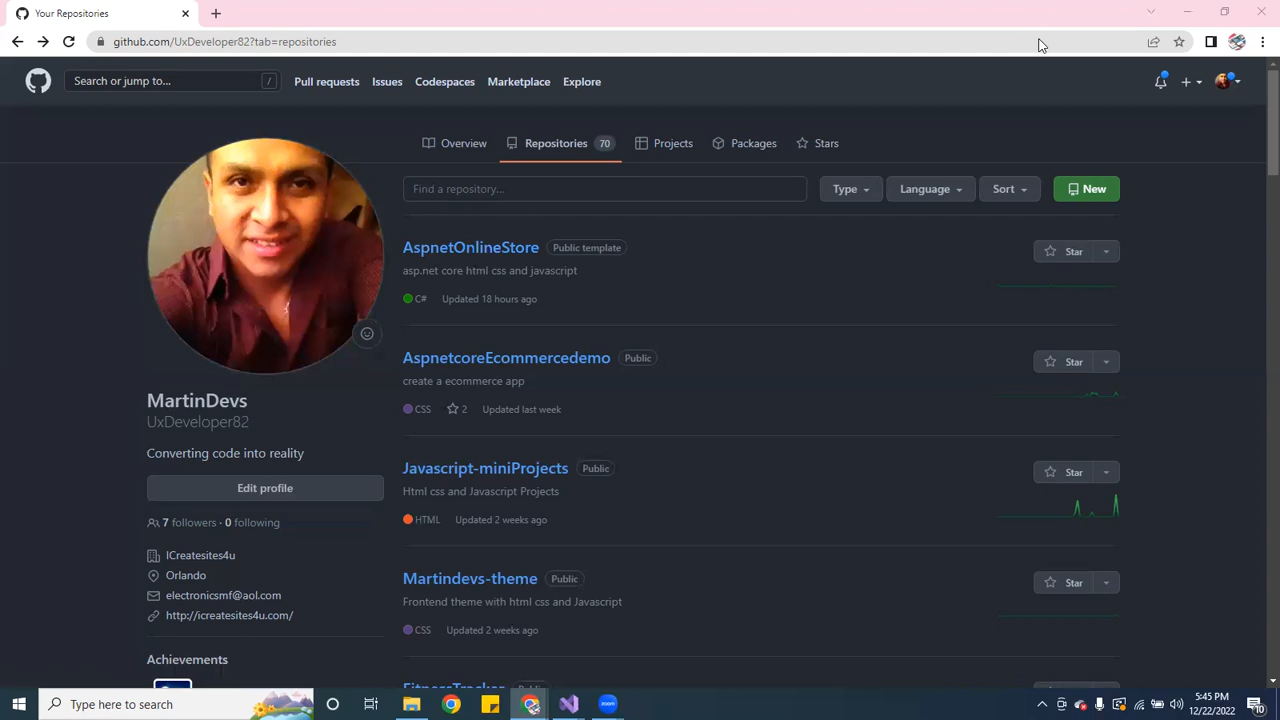 Your Repositories
github.com/UxDeveloper82?tab=repositories
Search or jump to... /
Pull requests Issues Codespaces Marketplace Explore
Overview Repositories 70 Projects Packages Stars
Find a repository... Type Language Sort New
AspnetOnlineStore Public template Star
asp.net core html css and javascript
C# Updated 18 hours ago
AspnetcoreEcommercedemo Public Star
create a ecommerce app
CSS 2 Updated last week
Javascript-miniProjects Public Star
Html css and Javascript Projects
HTML Updated 2 weeks ago
Martindevs-theme Public Star
Frontend theme with html css and Javascript
CSS Updated 2 weeks ago
MartinDevs
UxDeveloper82
Converting code into reality
Edit profile
7 followers · 0 following
ICreatesites4u
Orlando
electronicsmf@aol.com
http://icreatesites4u.com/
Achievements
Type here to search
zoom
5:45 PM
12/22/2022
10